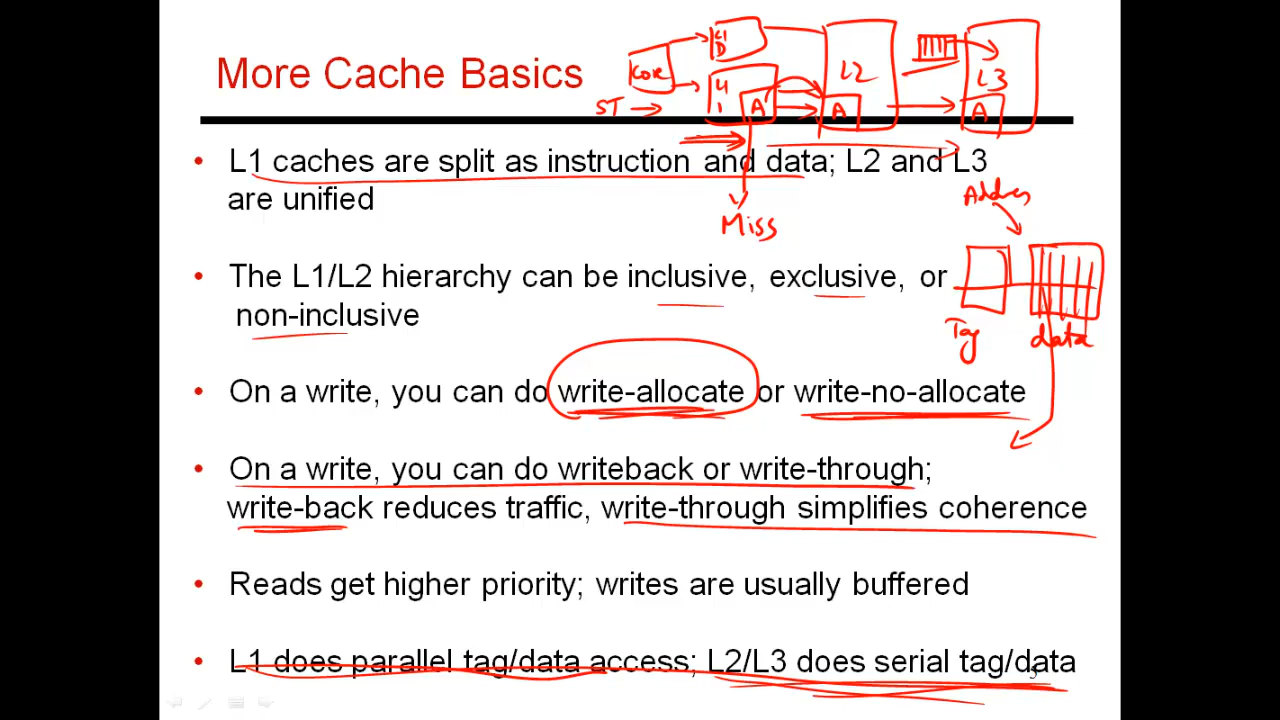 More Cache Basics
Core
L1
D
L1
1
A
L2
A
L3
A
ST
Miss
Addres
Tag
data
• L1 caches are split as instruction and data; L2 and L3
are unified
• The L1/L2 hierarchy can be inclusive, exclusive, or
non-inclusive
• On a write, you can do write-allocate or write-no-allocate
• On a write, you can do writeback or write-through;
write-back reduces traffic, write-through simplifies coherence
• Reads get higher priority; writes are usually buffered
• L1 does parallel tag/data access; L2/L3 does serial tag/data